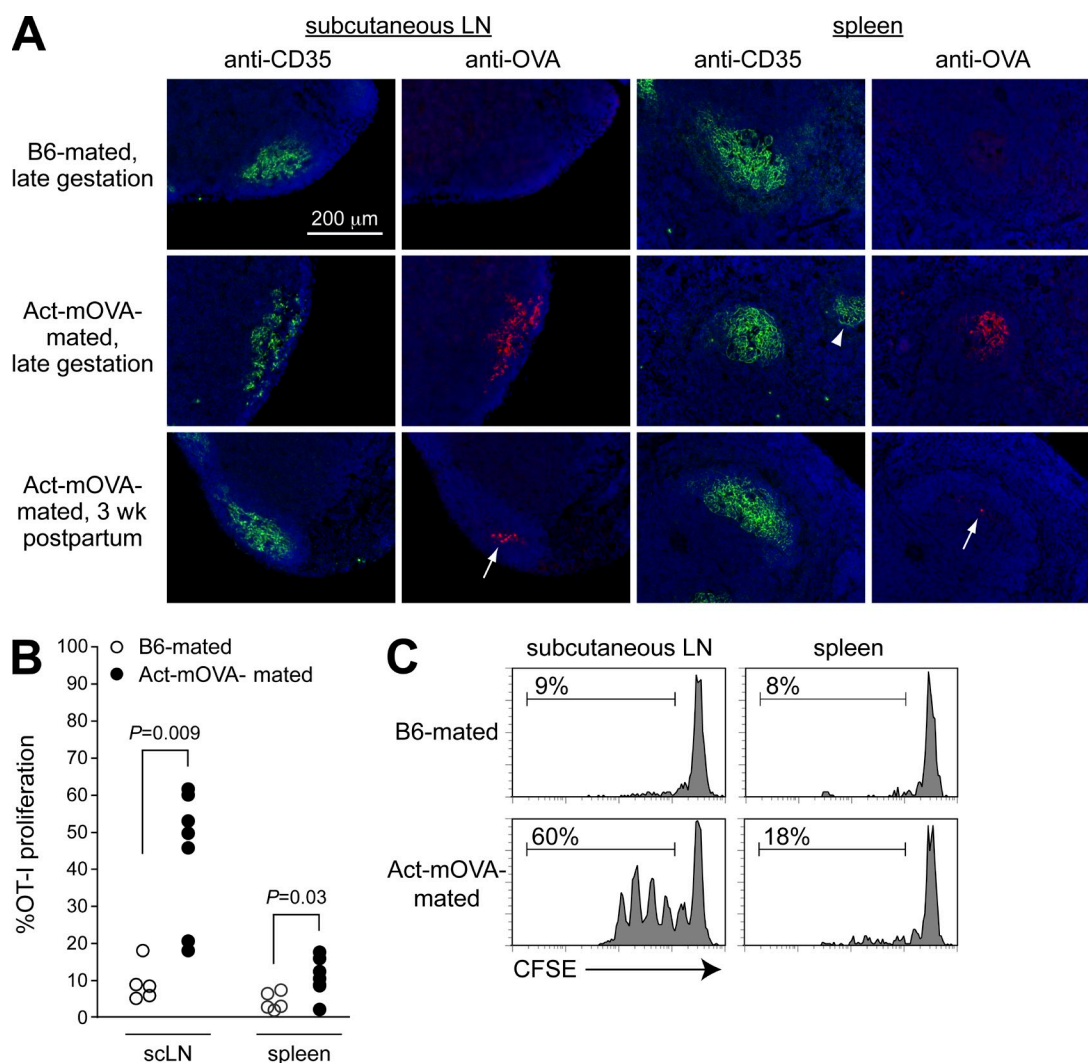 A
subcutaneous LN
spleen
anti-CD35
anti-OVA
anti-CD35
anti-OVA
B6-mated,
late gestation
200 μm
Act-mOVA-
mated,
late gestation
Act-mOVA-
mated, 3 wk
postpartum
B
B6-mated
Act-mOVA- mated
%OT-I proliferation
100
90
80
70
60
50
40
30
20
10
0
P=0.009
P=0.03
scLN
spleen
C
subcutaneous LN
spleen
B6-mated
9%
8%
Act-mOVA-
mated
60%
18%
CFSE